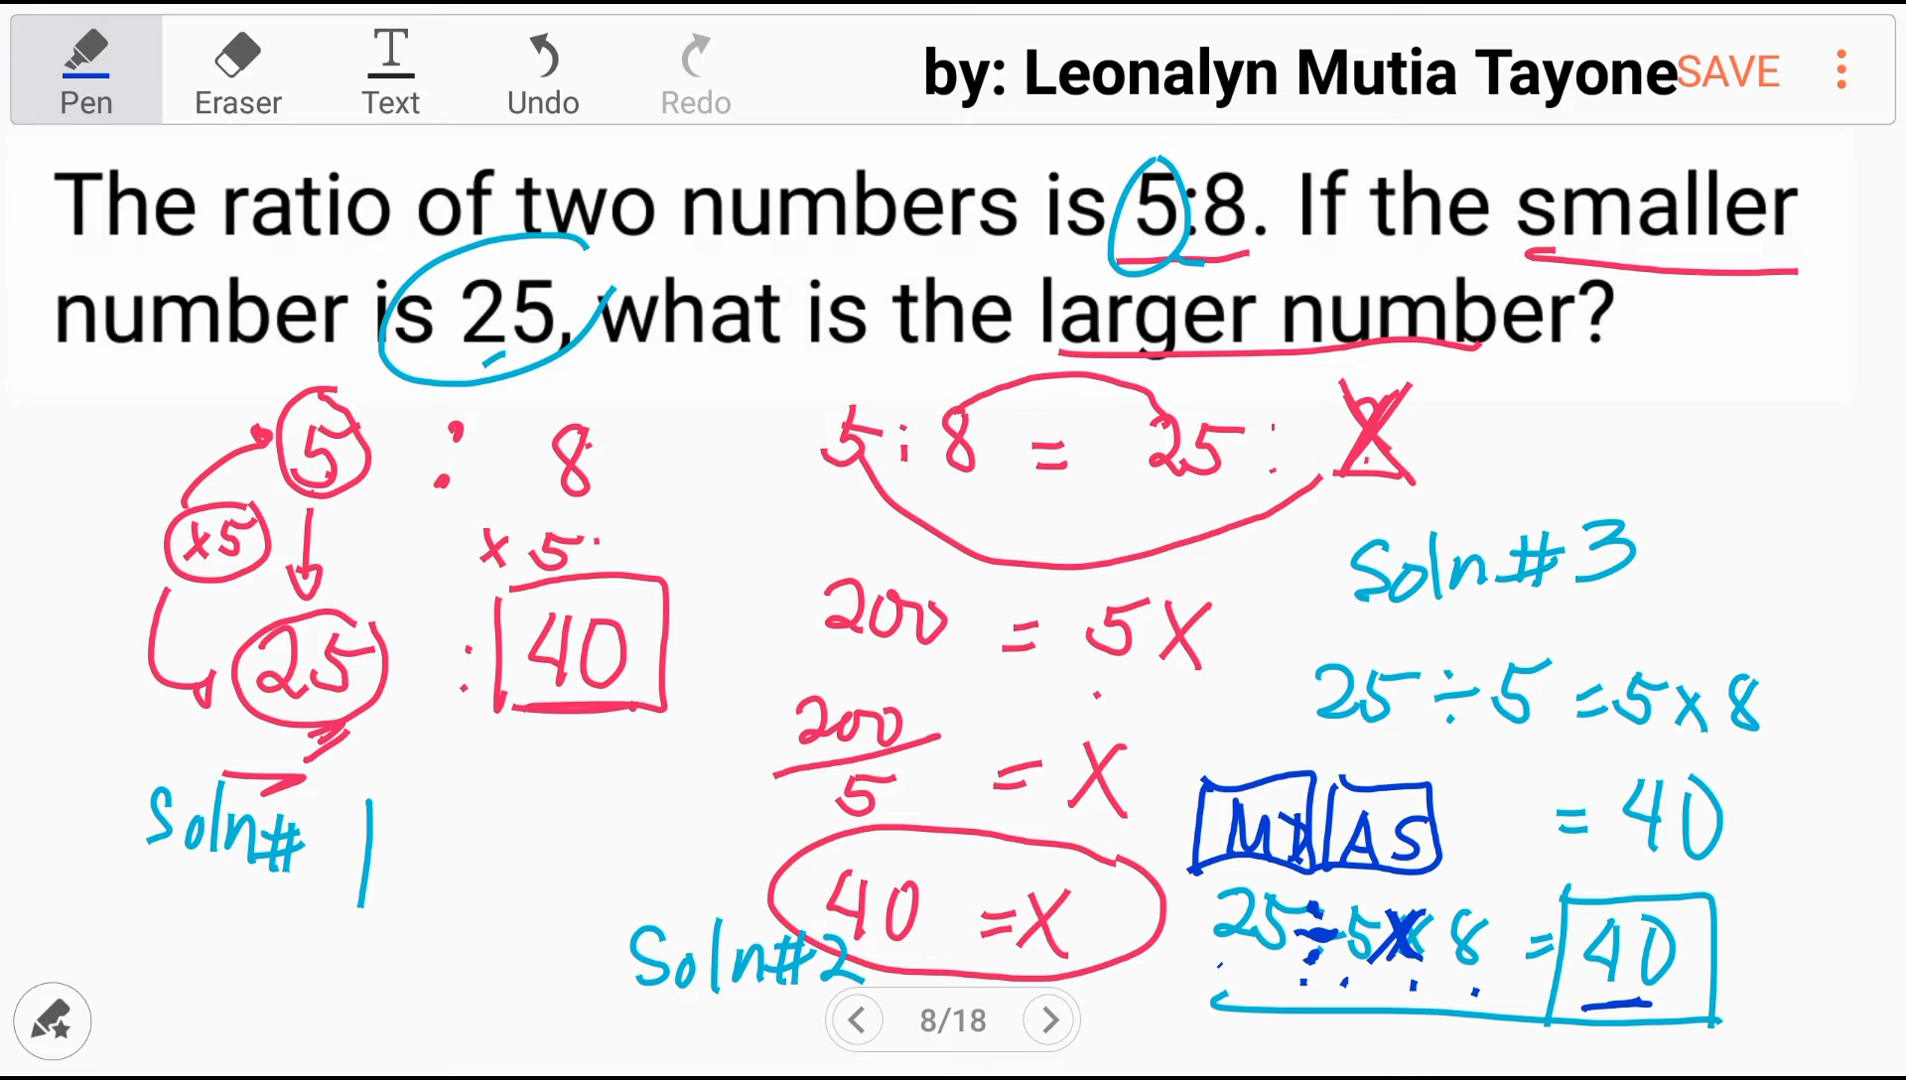 Pen Eraser Text Undo Redo by: Leonalyn Mutia Tayone SAVE
The ratio of two numbers is 5:8. If the smaller
number is 25, what is the larger number?
5 : 8
×5 ×5
25 : 40
Soln# 1
5:8 = 25:X
200 = 5X
200/5 = X
40 = X
Soln#2
Soln#3
25÷5 = 5×8
= 40
MD AS
25÷5×8 = 40
8/18